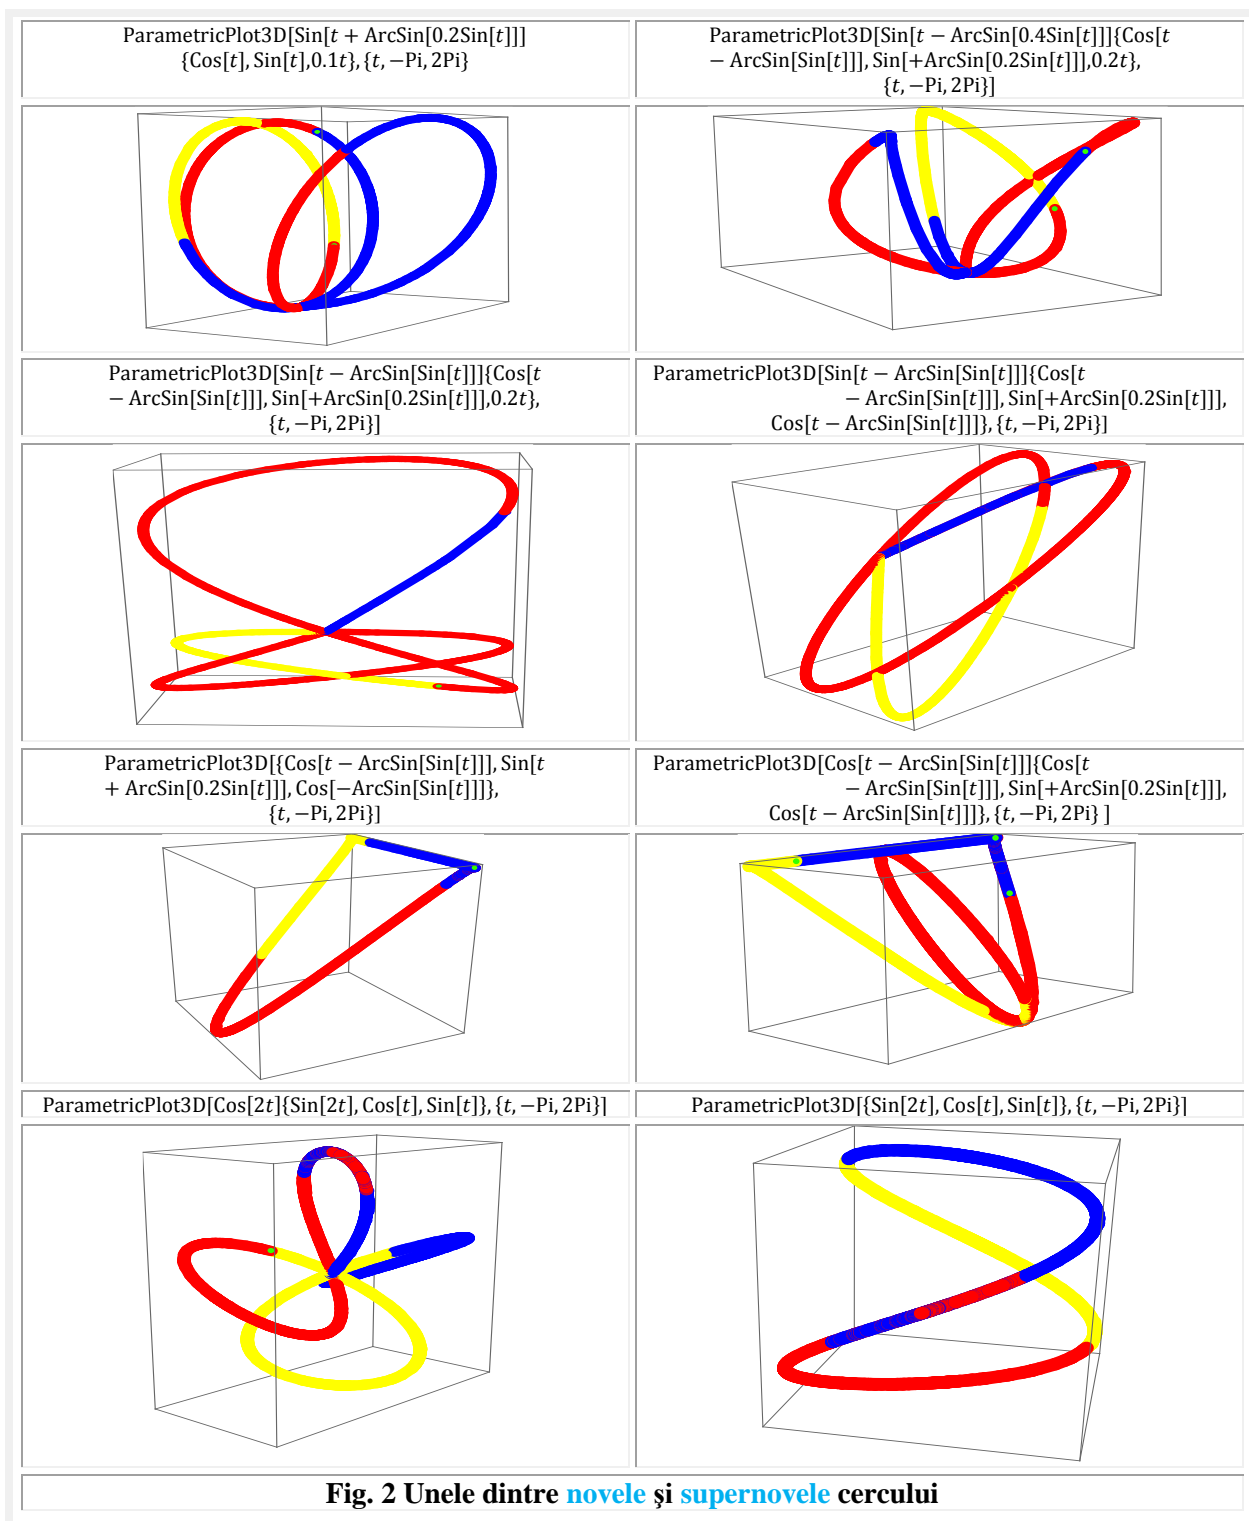 ParametricPlot3D[Sin[t + ArcSin[0.2Sin[t]]]
{Cos[t], Sin[t],0.1t}, {t, −Pi, 2Pi}
ParametricPlot3D[Sin[t − ArcSin[0.4Sin[t]]]{Cos[t
− ArcSin[Sin[t]]], Sin[+ArcSin[0.2Sin[t]]],0.2t},
{t, −Pi, 2Pi}]
ParametricPlot3D[Sin[t − ArcSin[Sin[t]]]{Cos[t
− ArcSin[Sin[t]]], Sin[+ArcSin[0.2Sin[t]]],0.2t},
{t, −Pi, 2Pi}]
ParametricPlot3D[Sin[t − ArcSin[Sin[t]]]{Cos[t
− ArcSin[Sin[t]]], Sin[+ArcSin[0.2Sin[t]]],
Cos[t − ArcSin[Sin[t]]]}, {t, −Pi, 2Pi}]
ParametricPlot3D[{Cos[t − ArcSin[Sin[t]]], Sin[t
+ ArcSin[0.2Sin[t]]], Cos[−ArcSin[Sin[t]]]},
{t, −Pi, 2Pi}]
ParametricPlot3D[Cos[t − ArcSin[Sin[t]]]{Cos[t
− ArcSin[Sin[t]]], Sin[+ArcSin[0.2Sin[t]]],
Cos[t − ArcSin[Sin[t]]]}, {t, −Pi, 2Pi} ]
ParametricPlot3D[Cos[2t]{Sin[2t], Cos[t], Sin[t]}, {t, −Pi, 2Pi}]
ParametricPlot3D[{Sin[2t], Cos[t], Sin[t]}, {t, −Pi, 2Pi}]
Fig. 2 Unele dintre novele şi supernovele cercului